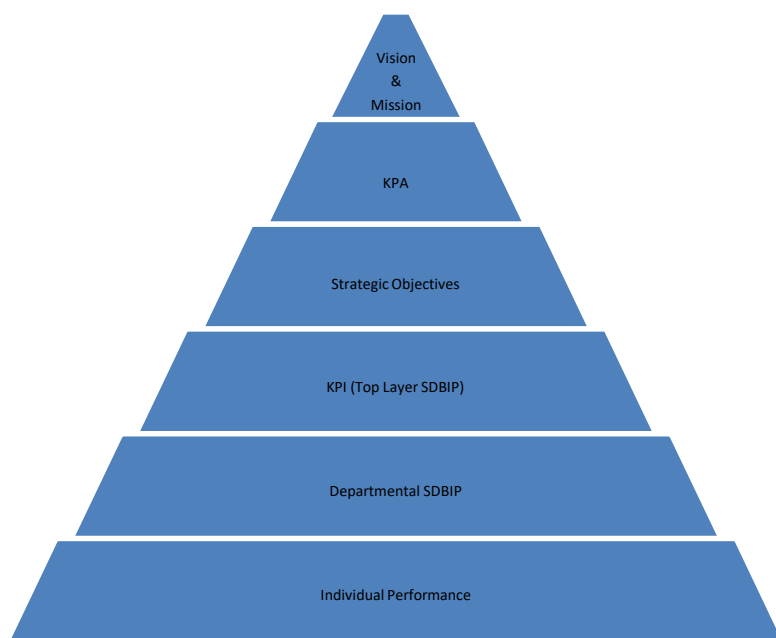 Vision
&
Mission
KPA
Strategic Objectives
KPI (Top Layer SDBIP)
Departmental SDBIP
Individual Performance